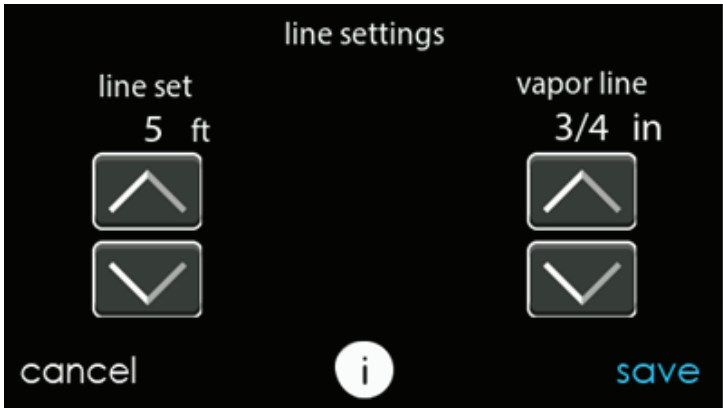 line settings
line set
5 ft
vapor line
3/4 in
cancel
i
save